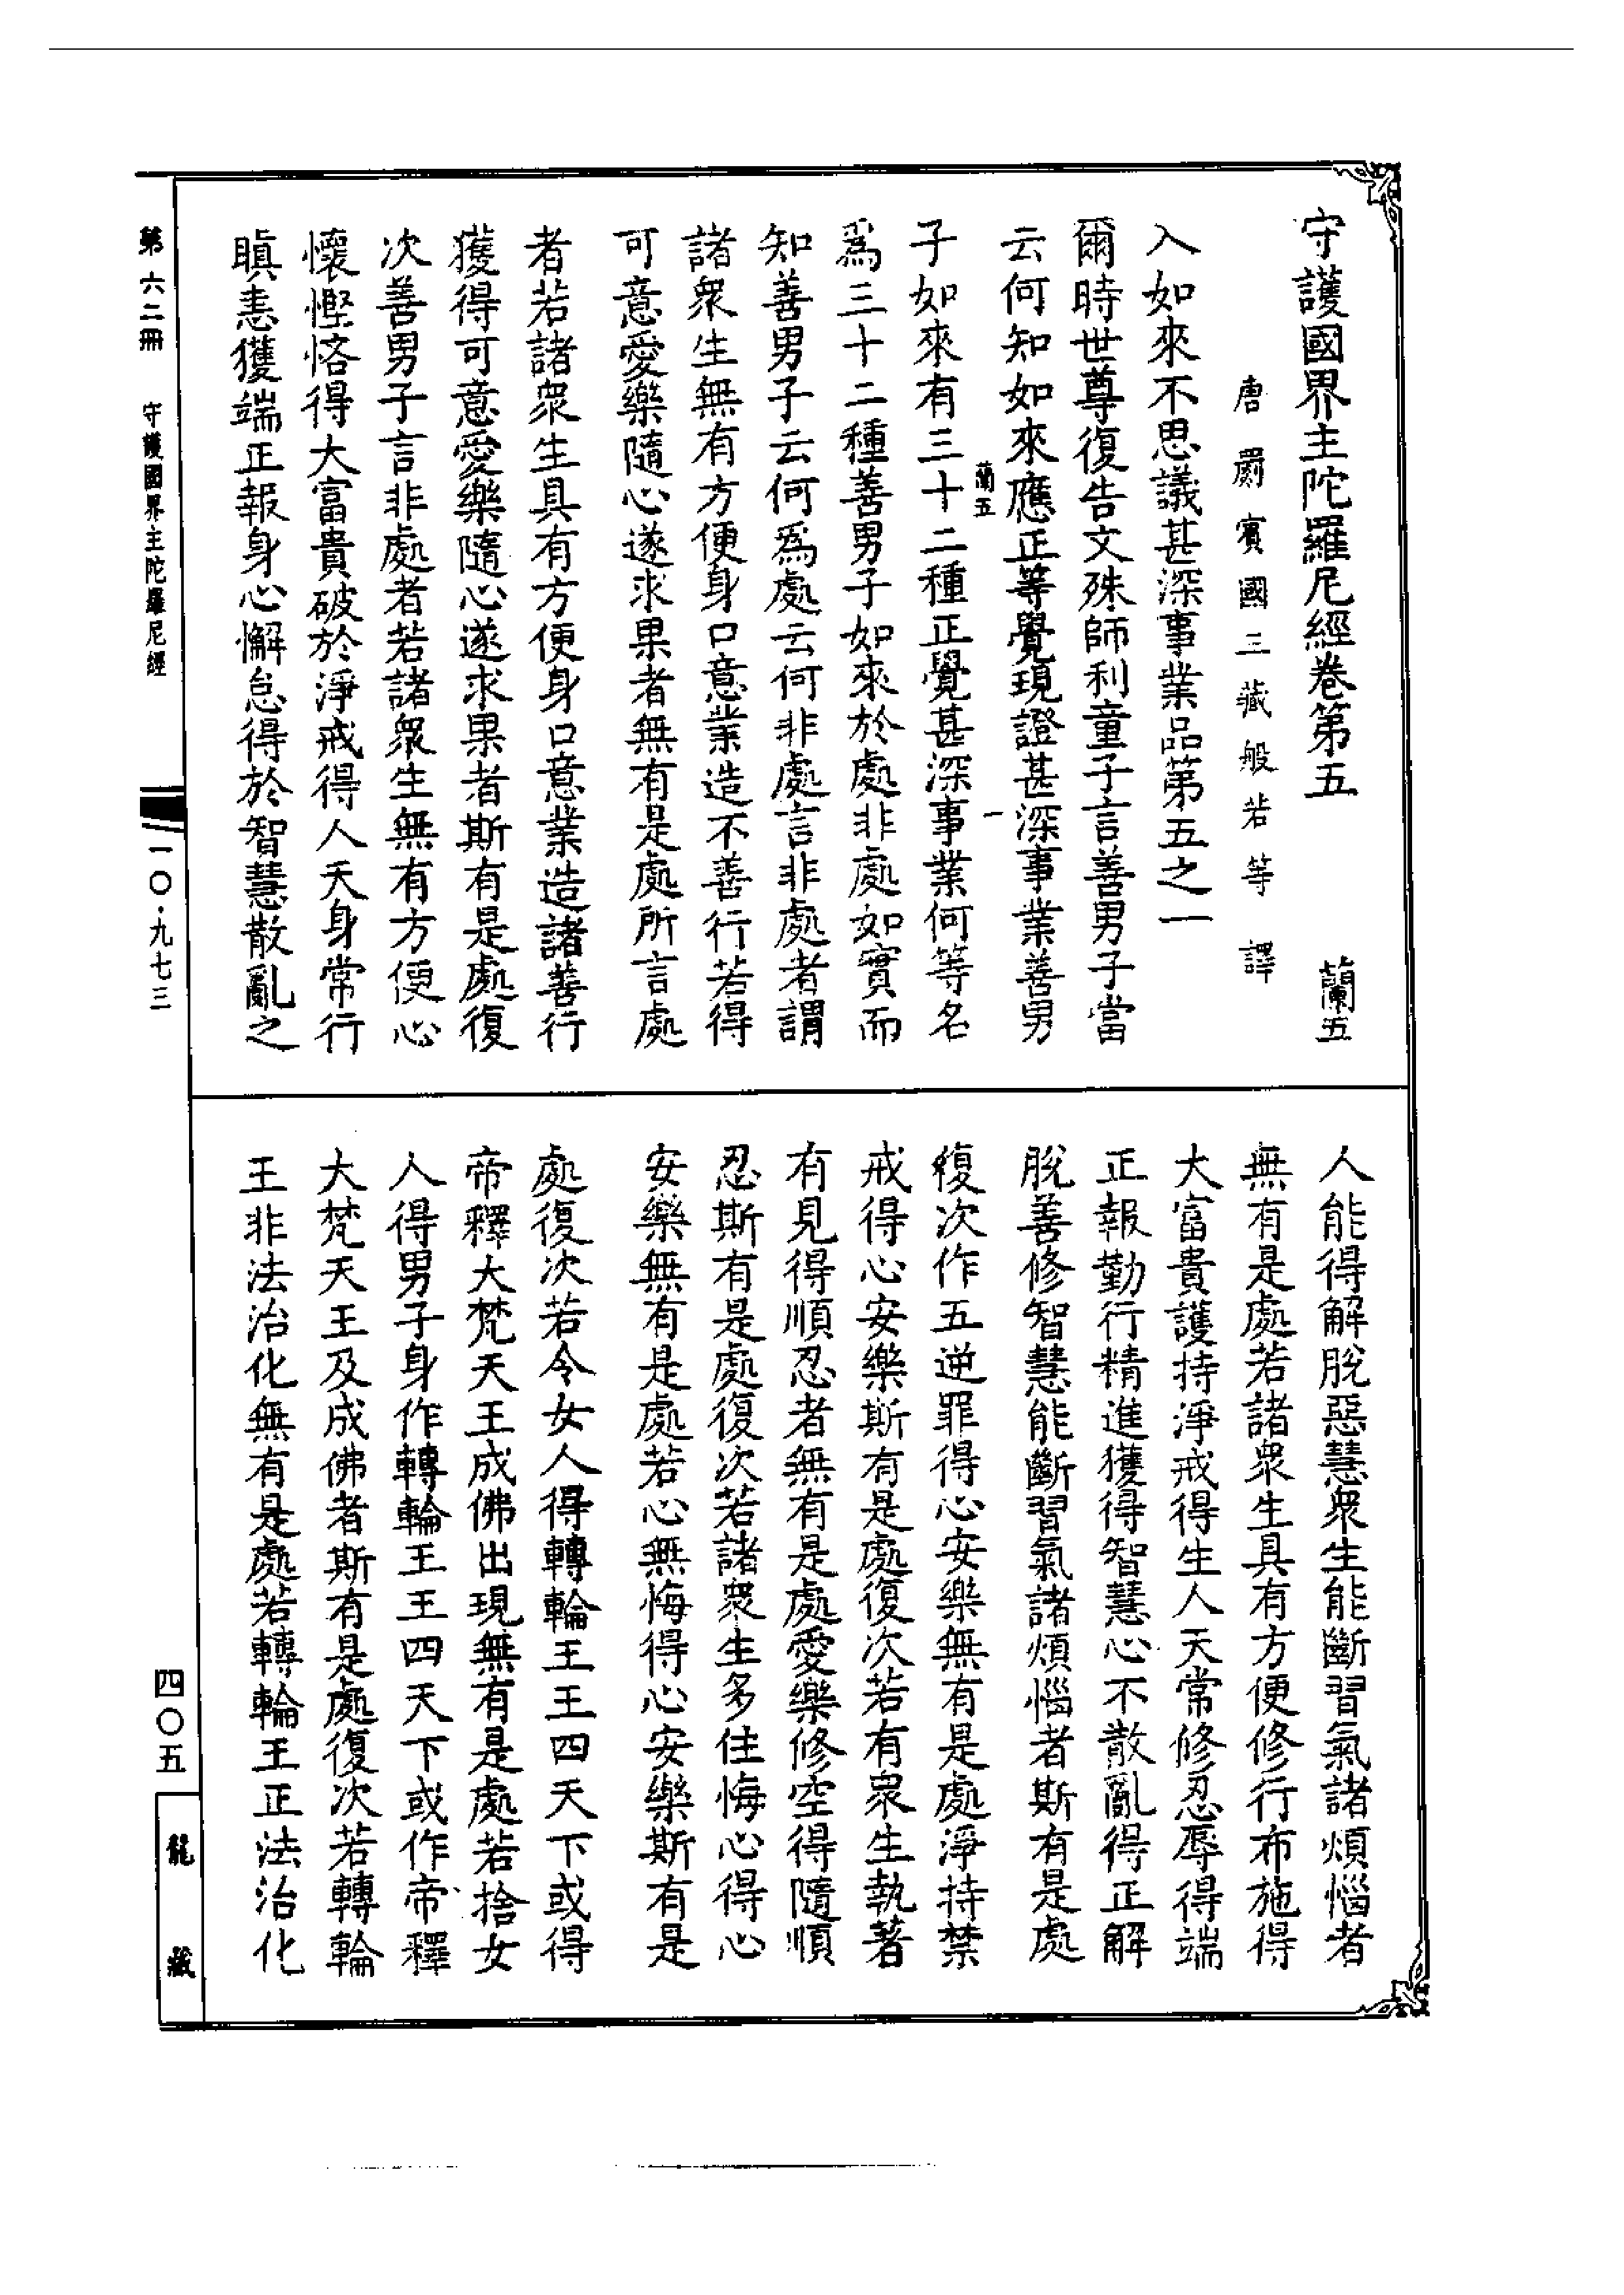 守護國界主陀羅尼經卷第五 蘭五
唐罽賓國三藏般若等譯
入如來不思議甚深事業品第五之一
爾時世尊復告文殊師利童子言善男子當
云何知如來應正等覺現證甚深事業善男
蘭五 一
子如來有三十二種正覺甚深事業何等名
爲三十二種善男子如來於處非處如實而
知善男子云何爲處云何非處言非處者謂
諸衆生無有方便身口意業造不善行若得
可意愛樂隨心遂求果者無有是處所言處
者若諸衆生具有方便身口意業造諸善行
獲得可意愛樂隨心遂求果者斯有是處復
次善男子言非處者若諸衆生無有方便心
懷慳悋得大富貴破於淨戒得人天身常行
瞋恚獲端正報身心懈怠得於智慧散亂之
人能得解脫惡慧衆生能斷習氣諸煩惱者
無有是處若諸衆生具有方便修行布施得
大富貴護持淨戒得生人天常修忍辱得端
正報勤行精進獲得智慧心不散亂得正解
脫善修智慧能斷習氣諸煩惱者斯有是處
復次作五逆罪得心安樂無有是處淨持禁
戒得心安樂斯有是處復次若有衆生執著
有見得順忍者無有是處愛樂修空得隨順
忍斯有是處復次若諸衆生多住悔心得心
安樂無有是處若心無悔得心安樂斯有是
處復次若令女人得轉輪王王四天下或得
帝釋大梵天王成佛出現無有是處若捨女
人得男子身作轉輪王王四天下或作帝釋
大梵天王及成佛者斯有是處復次若轉輪
王非法治化無有是處若轉輪王正法治化
第六二冊 守護國界主陀羅尼經
一〇·九七三
四〇五
龍藏